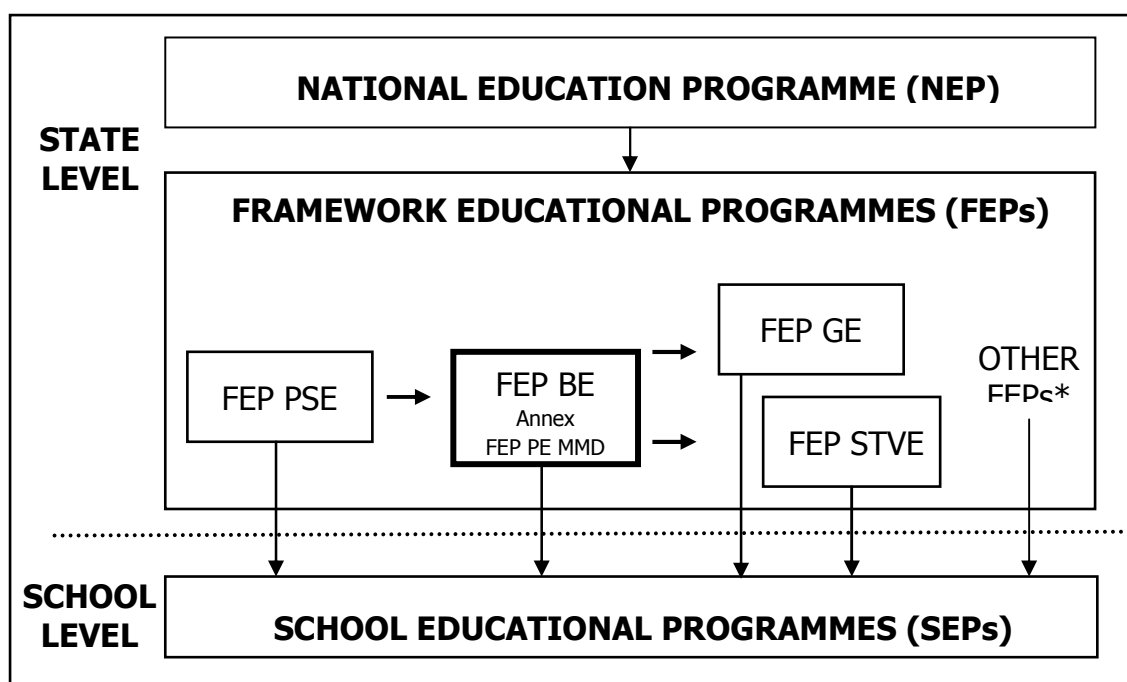 NATIONAL EDUCATION PROGRAMME (NEP)
STATE
LEVEL
FRAMEWORK EDUCATIONAL PROGRAMMES (FEPs)
FEP GE
OTHER
FEPs*
FEP PSE
FEP BE
Annex
FEP PE MMD
FEP STVE
SCHOOL
LEVEL
SCHOOL EDUCATIONAL PROGRAMMES (SEPs)